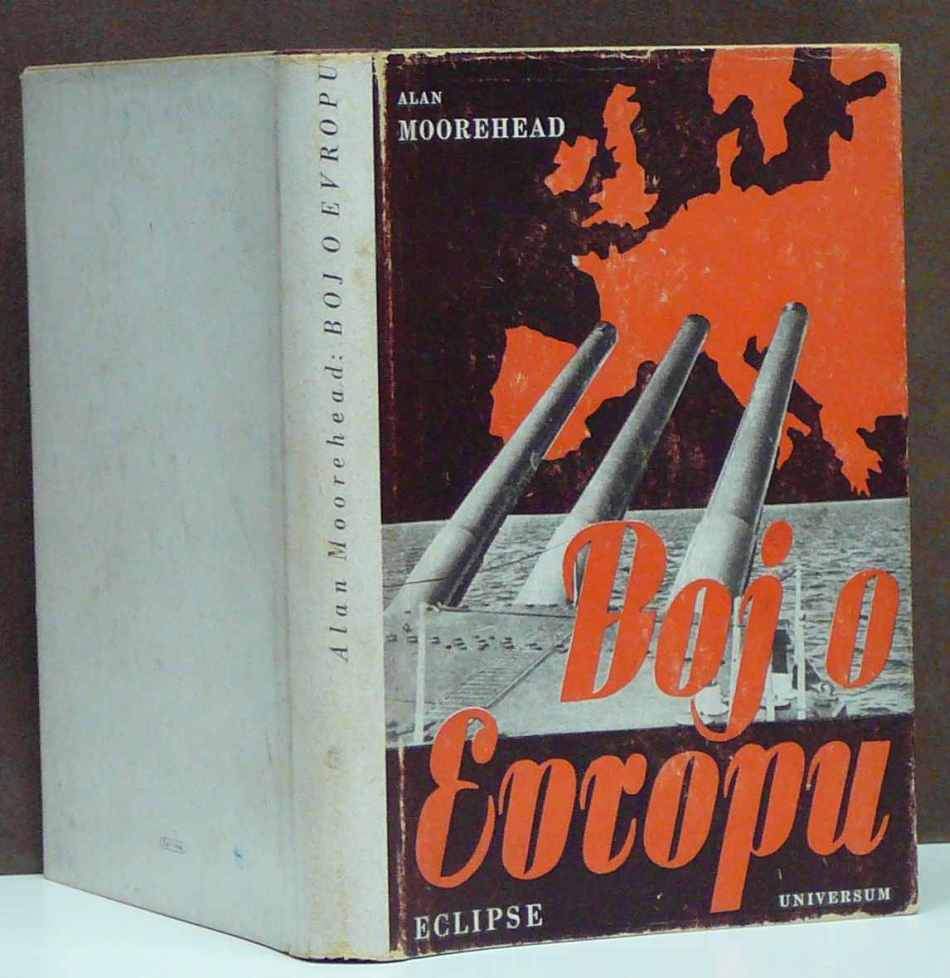 Alan Moorehead: BOJ O EVROPU
ALAN
MOOREHEAD
Boj o
Evropu
ECLIPSE
UNIVERSUM